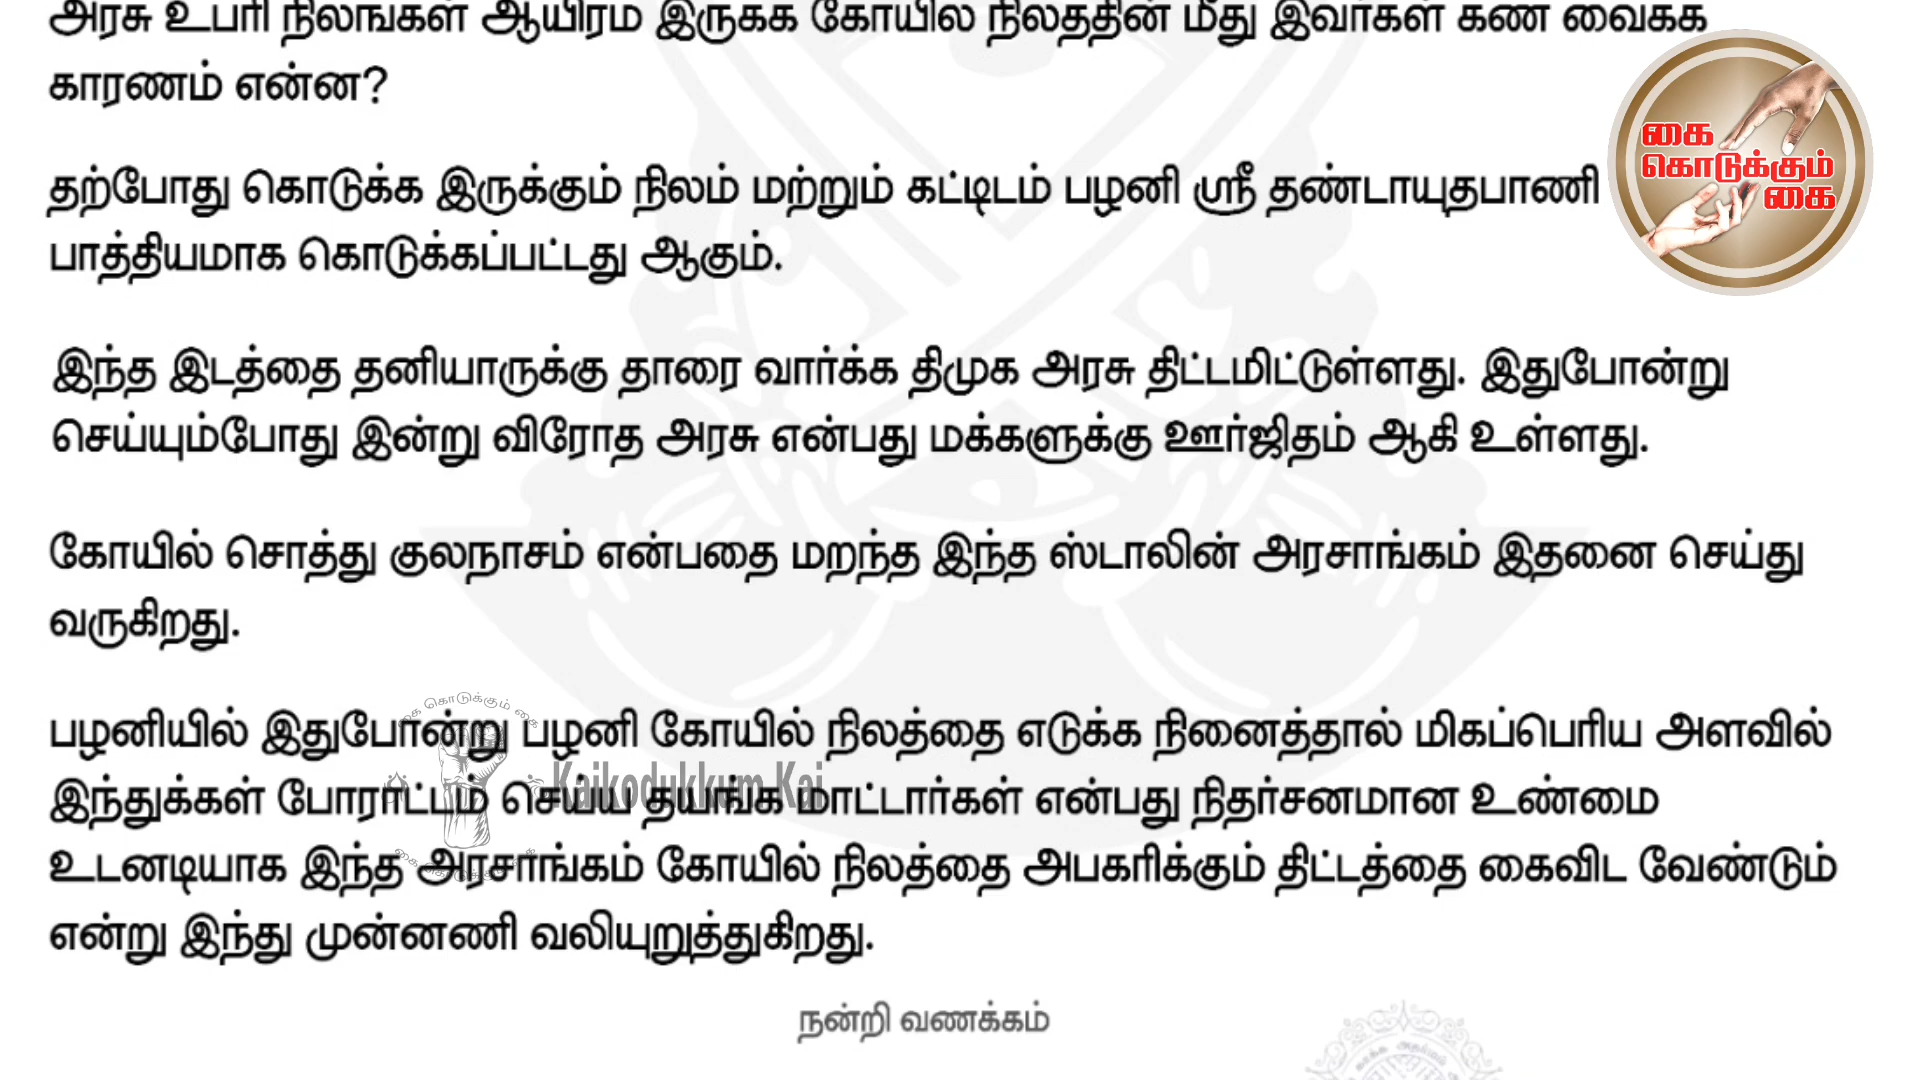 அரசு உபரி நிலங்கள் ஆயிரம் இருக்க கோயில் நிலத்தின் மீது இவர்கள் கண் வைக்க
காரணம் என்ன?
கை
கொடுக்கும்
கை
தற்போது கொடுக்க இருக்கும் நிலம் மற்றும் கட்டிடம் பழனி ஸ்ரீ தண்டாயுதபாணி
பாத்தியமாக கொடுக்கப்பட்டது ஆகும்.
இந்த இடத்தை தனியாருக்கு தாரை வார்க்க திமுக அரசு திட்டமிட்டுள்ளது. இதுபோன்று
செய்யும்போது இன்று விரோத அரசு என்பது மக்களுக்கு ஊர்ஜிதம் ஆகி உள்ளது.
கோயில் சொத்து குலநாசம் என்பதை மறந்த இந்த ஸ்டாலின் அரசாங்கம் இதனை செய்து
வருகிறது.
கை கொடுக்கும் கை
பழனியில் இதுபோன்று பழனி கோயில் நிலத்தை எடுக்க நினைத்தால் மிகப்பெரிய அளவில்
Kaikodukkum Kai
இந்துக்கள் போராட்டம் செய்ய தயங்க மாட்டார்கள் என்பது நிதர்சனமான உண்மை
உடனடியாக இந்த அரசாங்கம் கோயில் நிலத்தை அபகரிக்கும் திட்டத்தை கைவிட வேண்டும்
என்று இந்து முன்னணி வலியுறுத்துகிறது.
நன்றி வணக்கம்